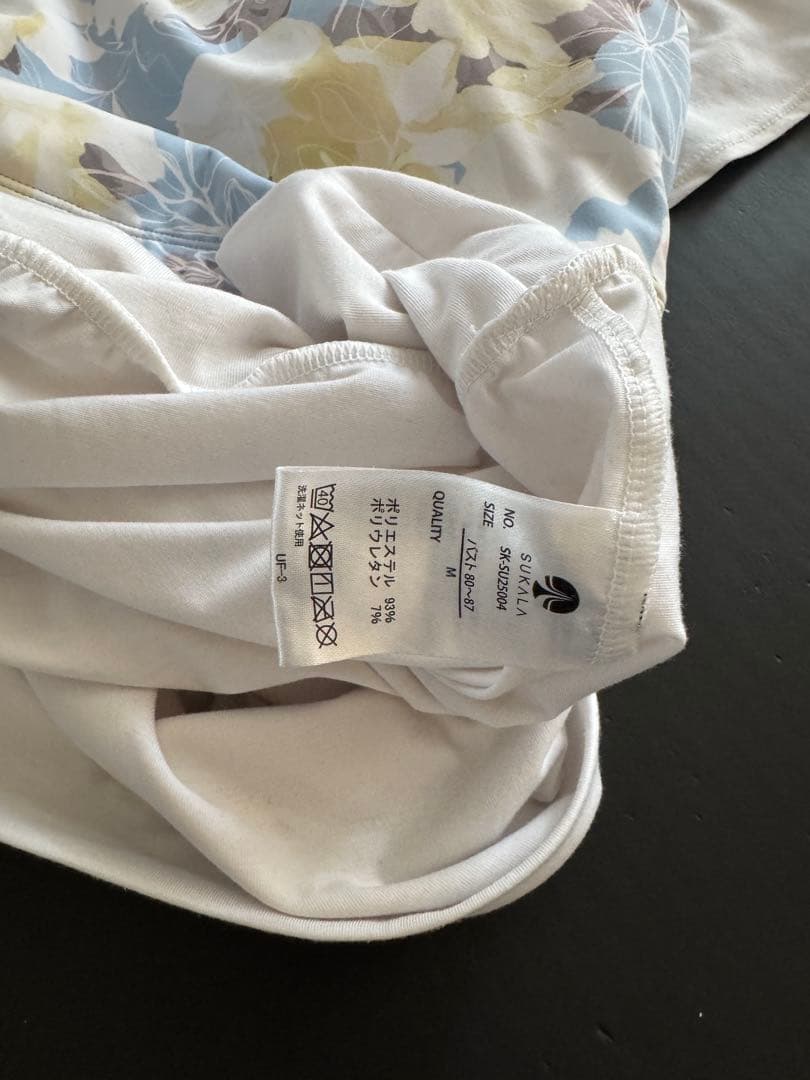 SUKALA
NO. SK-SU25004
SIZE バスト80〜87
M
QUALITY
ポリエステル 93%
ポリウレタン 7%
40
洗濯ネット使用
UF-3